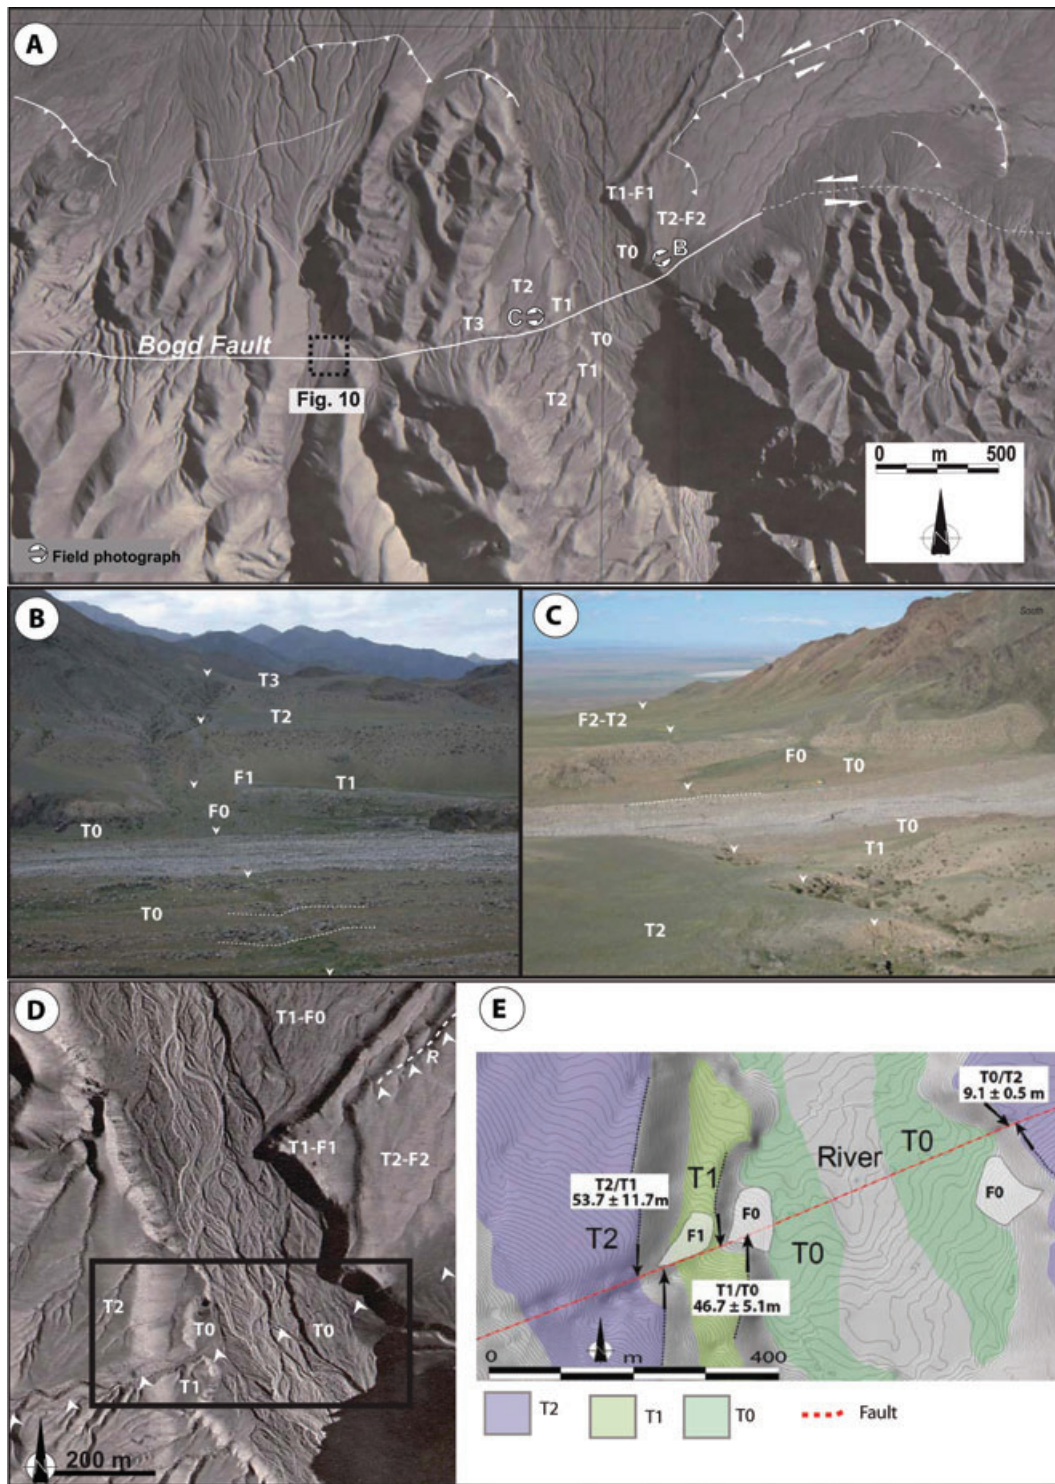 A
T1-F1
T2-F2
T0
B
T2
C
T1
T3
T0
Bogd Fault
T1
Fig. 10
T2
0 m 500
Field photograph
B
T3
T2
F1
T1
F0
T0
T0
C
South
F2-T2
F0
T0
T0
T1
T2
D
T1-F0
R
T1-F1
T2-F2
T2
T0
T0
T1
200 m
E
T0/T2
9.1 ± 0.5 m
T0
River
T1
T2/T1
53.7 ± 11.7m
F0
F0
F1
T2
T0
T1/T0
46.7 ± 5.1m
0 m 400
T2
T1
T0
Fault